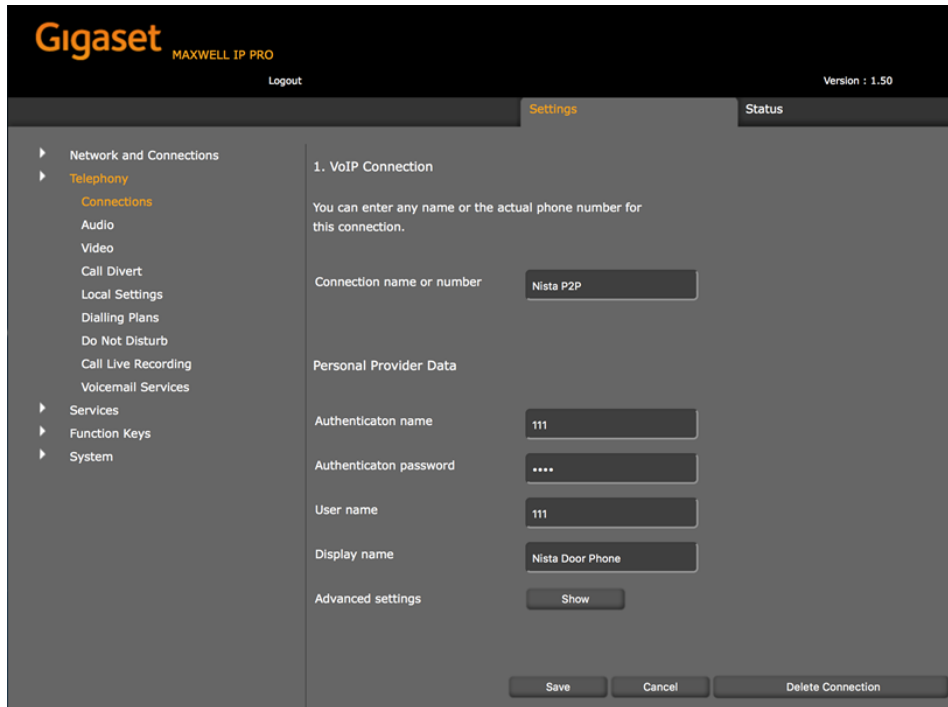 Gigaset MAXWELL IP PRO
Logout
Version : 1.50
Settings
Status
Network and Connections
Telephony
Connections
Audio
Video
Call Divert
Local Settings
Dialling Plans
Do Not Disturb
Call Live Recording
Voicemail Services
Services
Function Keys
System
1. VoIP Connection
You can enter any name or the actual phone number for
this connection.
Connection name or number
Nista P2P
Personal Provider Data
Authenticaton name
111
Authenticaton password
••••
User name
111
Display name
Nista Door Phone
Advanced settings
Show
Save
Cancel
Delete Connection